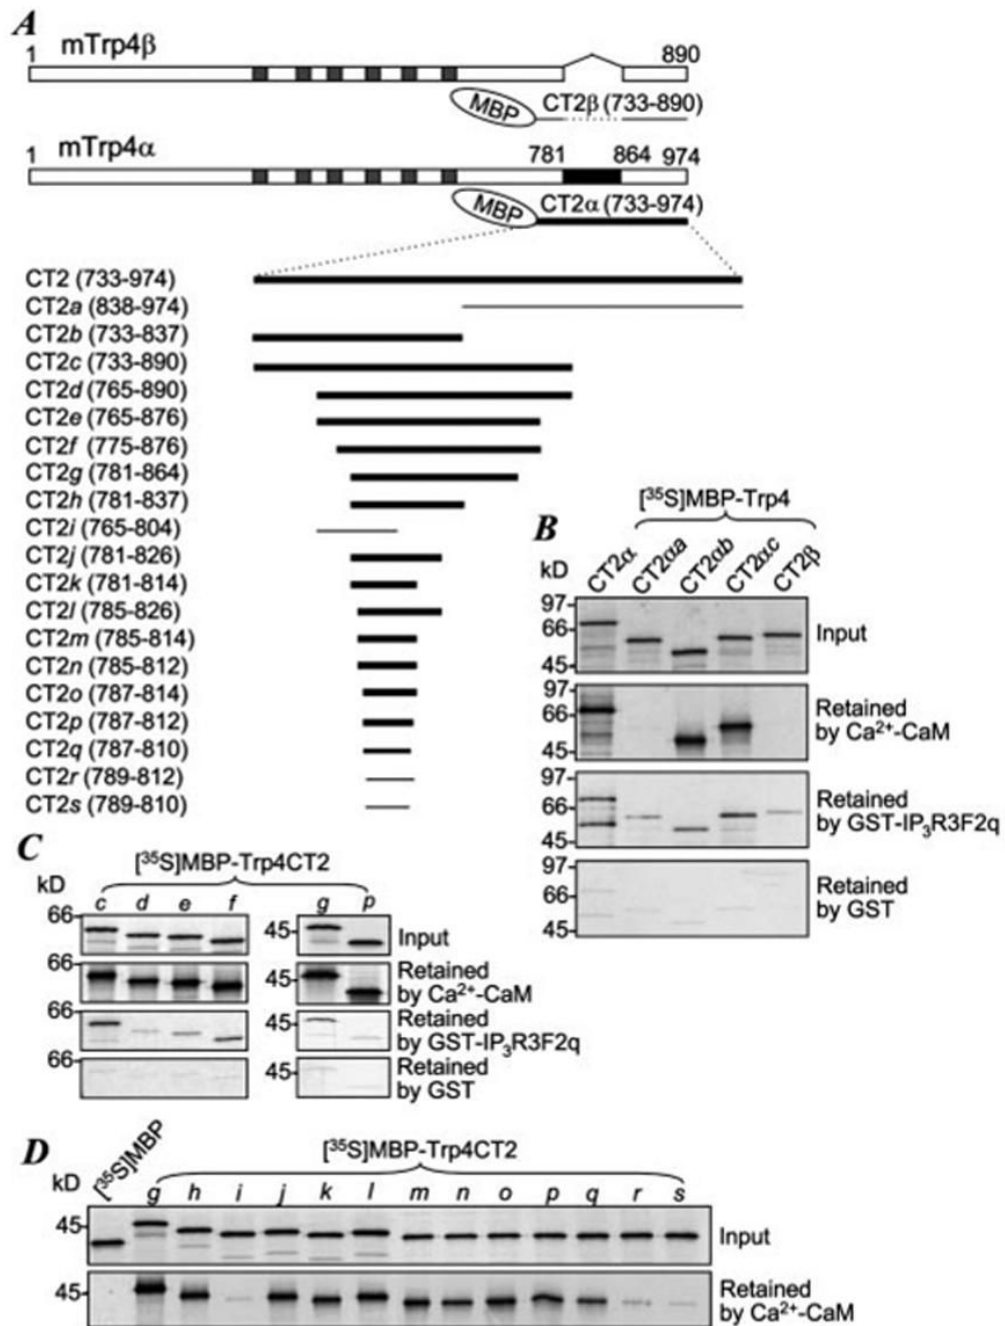 A
mTrp4β
1 890
MBP CT2β (733-890)
1 mTrp4α 781 864 974
MBP CT2α (733-974)
CT2 (733-974)
CT2a (838-974)
CT2b (733-837)
CT2c (733-890)
CT2d (765-890)
CT2e (765-876)
CT2f (775-876)
CT2g (781-864)
CT2h (781-837)
CT2i (765-804)
CT2j (781-826)
CT2k (781-814)
CT2l (785-826)
CT2m (785-814)
CT2n (785-812)
CT2o (787-814)
CT2p (787-812)
CT2q (787-810)
CT2r (789-812)
CT2s (789-810)
B
[³⁵S]MBP-Trp4
kD CT2α CT2αa CT2αb CT2αc CT2β
97
66 Input
45
97
66 Retained
by Ca²⁺-CaM
45
97
66 Retained
by GST-IP₃R3F2q
45
97
66 Retained
by GST
45
C
[³⁵S]MBP-Trp4CT2
kD
c d e f g p
66 45 Input
66 45 Retained
by Ca²⁺-CaM
66 45 Retained
by GST-IP₃R3F2q
66 45 Retained
by GST
D
[³⁵S]MBP-Trp4CT2
kD [³⁵S]MBP g h i j k l m n o p q r s
45 Input
45 Retained
by Ca²⁺-CaM